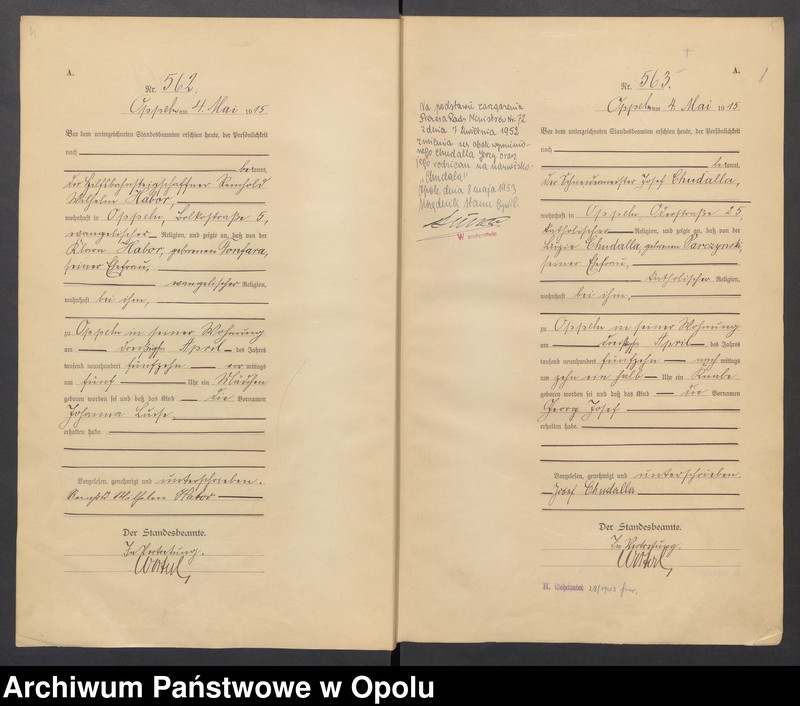 A.
Nr. 562.
Oppeln am 4. Mai 1915
Vor dem unterzeichneten Standesbeamten erschien heute, der Persönlichkeit
nach
bekannt,
der Hilfsbahnsteigschaffner Reinhold
Wilhelm Habor,
wohnhaft in Oppeln, Bolkostraße 5,
evangelischer Religion, und zeigte an, daß von der
Klara Habor, geborenen
seiner Ehefrau,
evangelischer Religion,
wohnhaft bei ihm,
zu Oppeln in seiner Wohnung
am dreißigsten April des Jahres
tausend neunhundert fünfzehn vormittags
um fünf Uhr ein Mädchen
geboren worden sei und daß das Kind die Vornamen
Johanna Luise
erhalten habe.
Vorgelesen, genehmigt und unterschrieben.
Reinhold Wilhelm Habor
Der Standesbeamte.
In Vertretung.
A.
Nr. 563.
Oppeln am 4. Mai 1915
Vor dem unterzeichneten Standesbeamten erschien heute, der Persönlichkeit
nach
bekannt,
der Schneidermeister Josef Chudalla,
wohnhaft in Oppeln, Oderstraße 25,
katholischer Religion, und zeigte an, daß von der
Luzie Chudalla, geborenen
seiner Ehefrau,
katholischer Religion,
wohnhaft bei ihm,
zu Oppeln in seiner Wohnung
am dreißigsten April des Jahres
tausend neunhundert fünfzehn nachmittags
um zehn ein halb Uhr ein Knabe
geboren worden sei und daß das Kind die Vornamen
Georg Josef
erhalten habe.
Vorgelesen, genehmigt und unterschrieben.
Josef Chudalla
Der Standesbeamte.
In Vertretung.
Na podstawie zarządzenia
Prezesa Rady Ministrów Nr. 72
z dnia 7 kwietnia 1952
zmienia się obok wymienio-
nego Chudalla Jerzy oraz
jego rodzicom na nazwisko
"Chudała"
Opole dnia 8 maja 1953
Urzędnik Stanu Cywil.
Archiwum Państwowe w Opolu